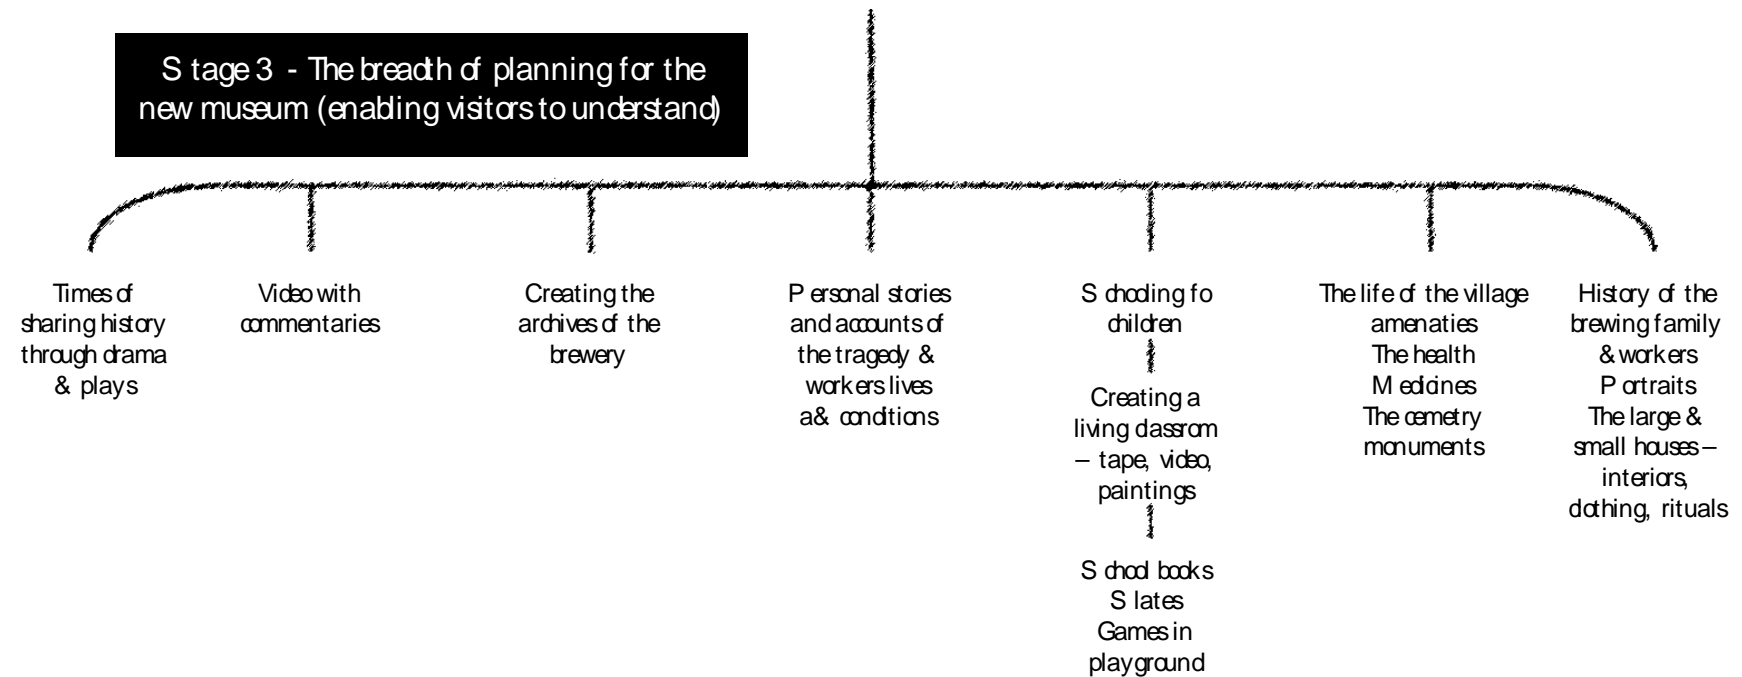 Stage 3 - The breadth of planning for the
new museum (enabling visitors to understand)
Times of
sharing history
through drama
& plays
Video with
commentaries
Creating the
archives of the
brewery
Personal stories
and accounts of
the tragedy &
workers lives
a& conditions
Schooling fo
children
Creating a
living classrom
– tape, video,
paintings
School books
Slates
Games in
playground
The life of the village
amenaties
The health
Medicines
The cemetry
monuments
History of the
brewing family
& workers
Portraits
The large &
small houses –
interiors,
clothing, rituals